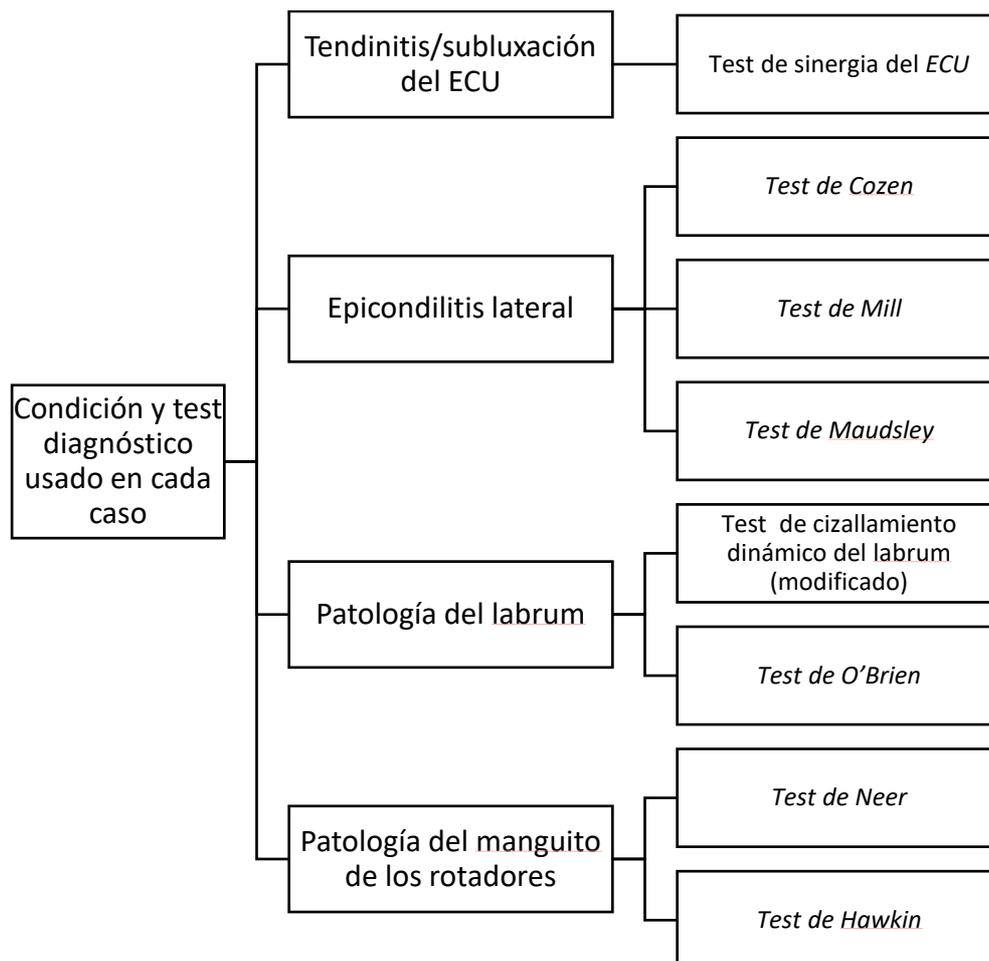 Condición y test
diagnóstico
usado en cada
caso
Tendinitis/subluxación
del ECU
Test de sinergia del ECU
Epicondilitis lateral
Test de Cozen
Test de Mill
Test de Maudsley
Patología del labrum
Test de cizallamiento
dinámico del labrum
(modificado)
Test de O’Brien
Patología del manguito
de los rotadores
Test de Neer
Test de Hawkin